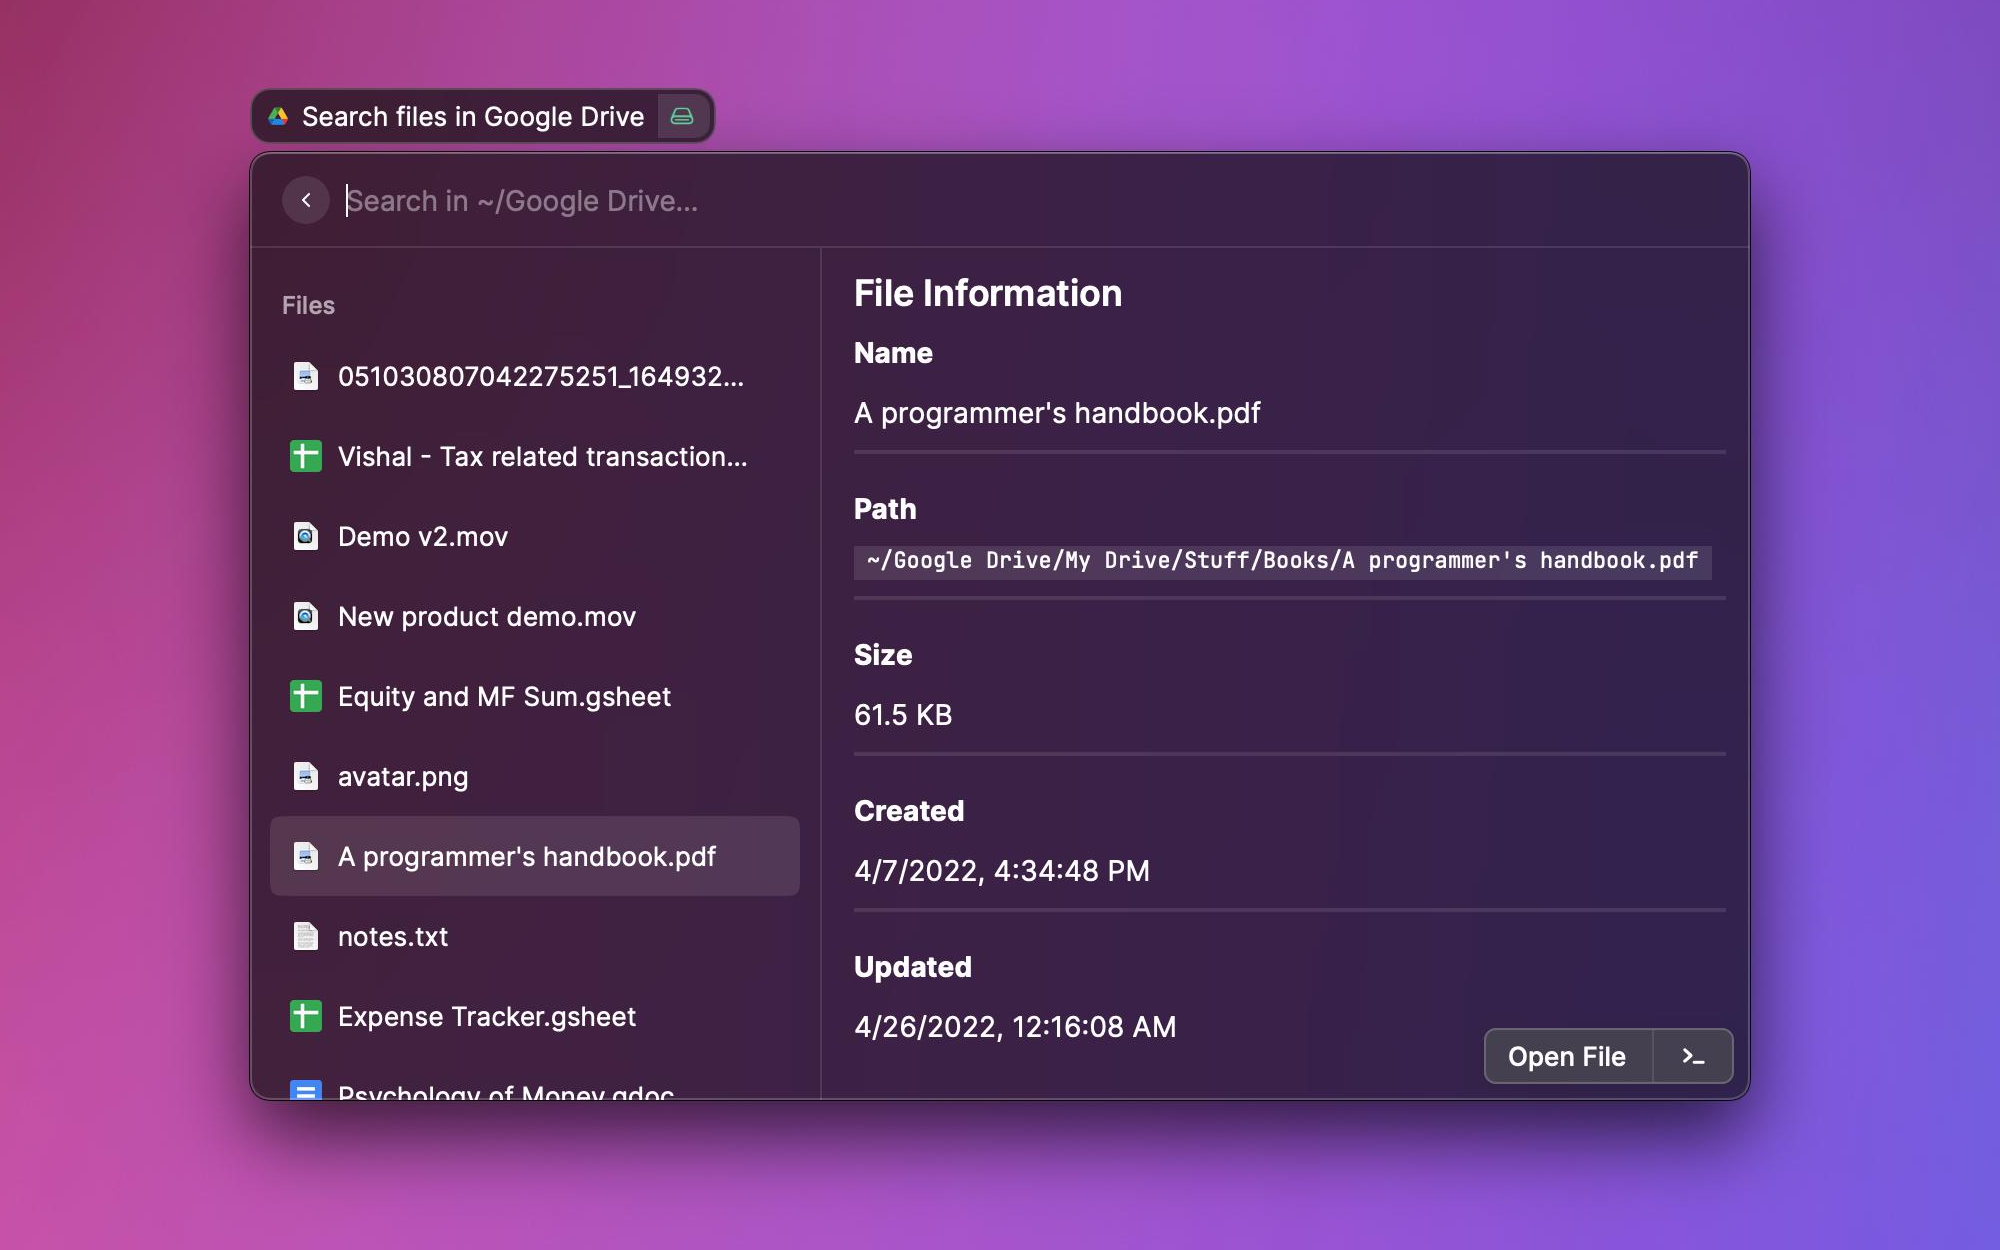 Search files in Google Drive
Search in ~/Google Drive...
Files
051030807042275251_164932...
Vishal - Tax related transaction...
Demo v2.mov
New product demo.mov
Equity and MF Sum.gsheet
avatar.png
A programmer's handbook.pdf
notes.txt
Expense Tracker.gsheet
Psychology of Money.gdoc
File Information
Name
A programmer's handbook.pdf
Path
~/Google Drive/My Drive/Stuff/Books/A programmer's handbook.pdf
Size
61.5 KB
Created
4/7/2022, 4:34:48 PM
Updated
4/26/2022, 12:16:08 AM
Open File